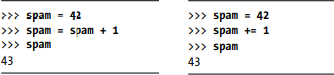 >>> spam = 42
>>> spam = spam + 1
>>> spam
43
>>> spam = 42
>>> spam += 1
>>> spam
43